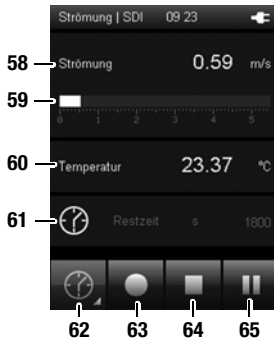 Strömung | SDI 09 23
58 Strömung 0.59 m/s
59
0 1 2 3 4 5
60 Temperatur 23.37 °C
61 Restzeit s 1800
62 63 64 65